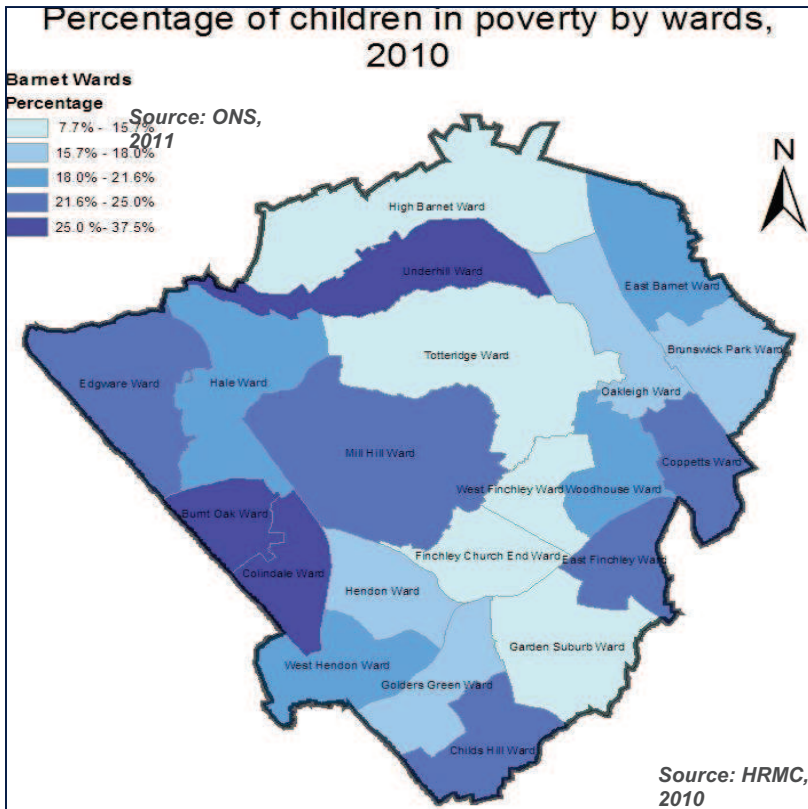 Percentage of children in poverty by wards,
2010
Barnet Wards
Percentage
Source: ONS,
2011
7.7% - 15.7%
15.7% - 18.0%
18.0% - 21.6%
21.6% - 25.0%
25.0 %- 37.5%
N
High Barnet Ward
Underhill Ward
East Barnet Ward
Totteridge Ward
Brunswick Park Ward
Edgware Ward
Hale Ward
Oakleigh Ward
Mill Hill Ward
Coppetts Ward
West Finchley Ward
Woodhouse Ward
Burnt Oak Ward
Finchley Church End Ward
East Finchley Ward
Colindale Ward
Hendon Ward
Garden Suburb Ward
West Hendon Ward
Golders Green Ward
Childs Hill Ward
Source: HRMC,
2010